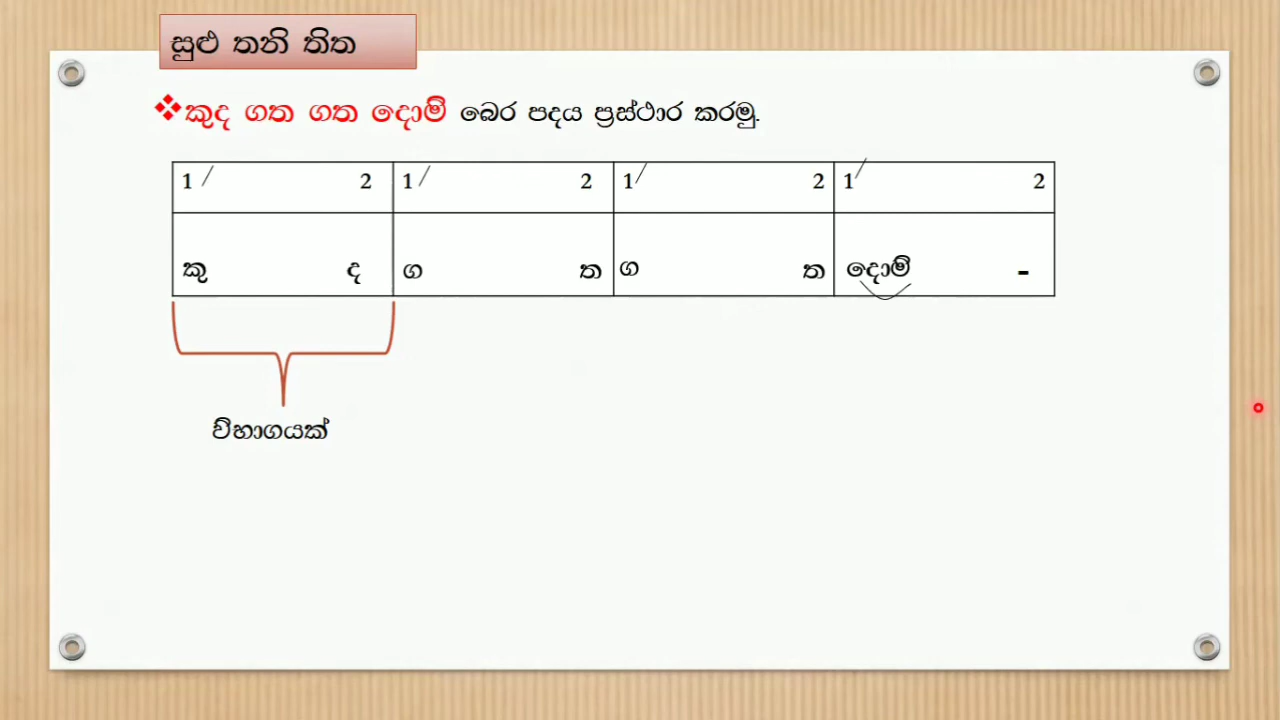 සුළු තනි තිත
❖කුද ගත ගත දොම් බෙර පදය ප්‍රස්ථාර කරමු.
1 / 2 1 / 2 1 / 2 1 / 2
කු ද ග ත ග ත දොම් -
විභාගයක්